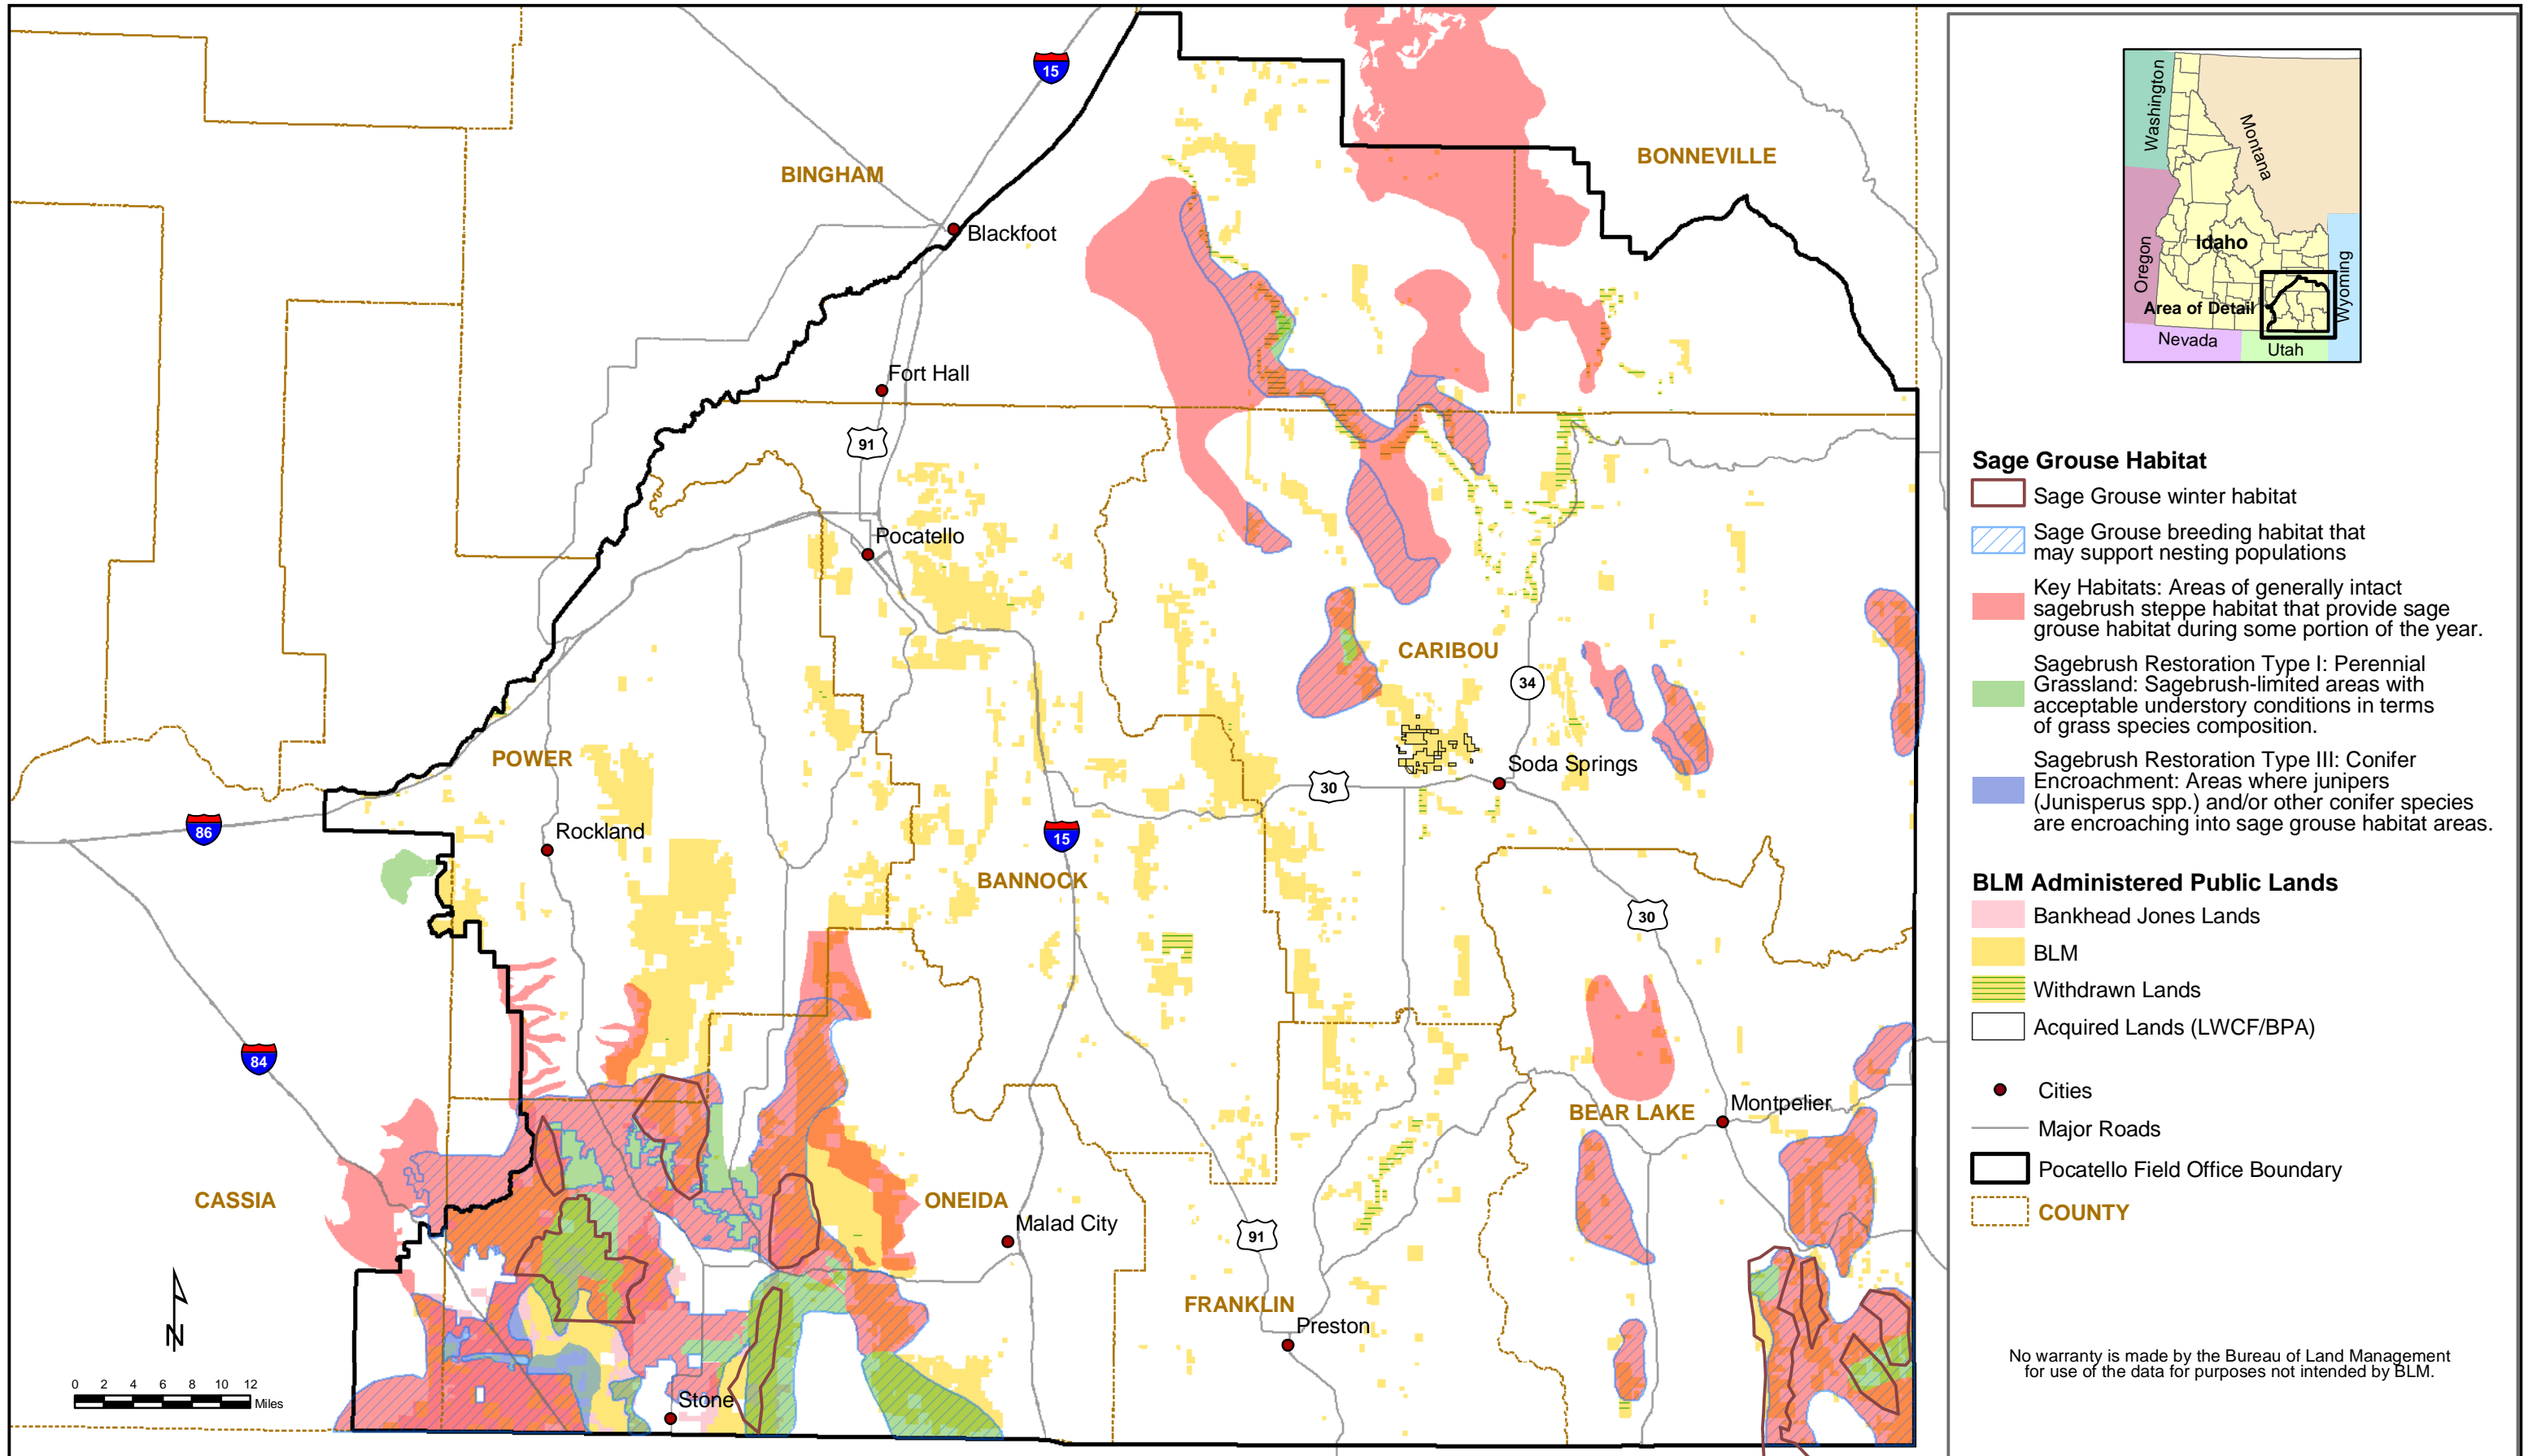 15
BINGHAM
BONNEVILLE
Blackfoot
Fort Hall
91
Pocatello
CARIBOU
34
POWER
Soda Springs
30
86
Rockland
15
BANNOCK
30
84
BEAR LAKE
Montpelier
CASSIA
ONEIDA
Malad City
91
FRANKLIN
Preston
N
0 2 4 6 8 10 12
Miles
Stone
Washington
Montana
Oregon
Idaho
Wyoming
Area of Detail
Nevada
Utah
Sage Grouse Habitat
Sage Grouse winter habitat
Sage Grouse breeding habitat that
may support nesting populations
Key Habitats: Areas of generally intact
sagebrush steppe habitat that provide sage
grouse habitat during some portion of the year.
Sagebrush Restoration Type I: Perennial
Grassland: Sagebrush-limited areas with
acceptable understory conditions in terms
of grass species composition.
Sagebrush Restoration Type III: Conifer
Encroachment: Areas where junipers
(Junisperus spp.) and/or other conifer species
are encroaching into sage grouse habitat areas.
BLM Administered Public Lands
Bankhead Jones Lands
BLM
Withdrawn Lands
Acquired Lands (LWCF/BPA)
Cities
Major Roads
Pocatello Field Office Boundary
COUNTY
No warranty is made by the Bureau of Land Management
for use of the data for purposes not intended by BLM.